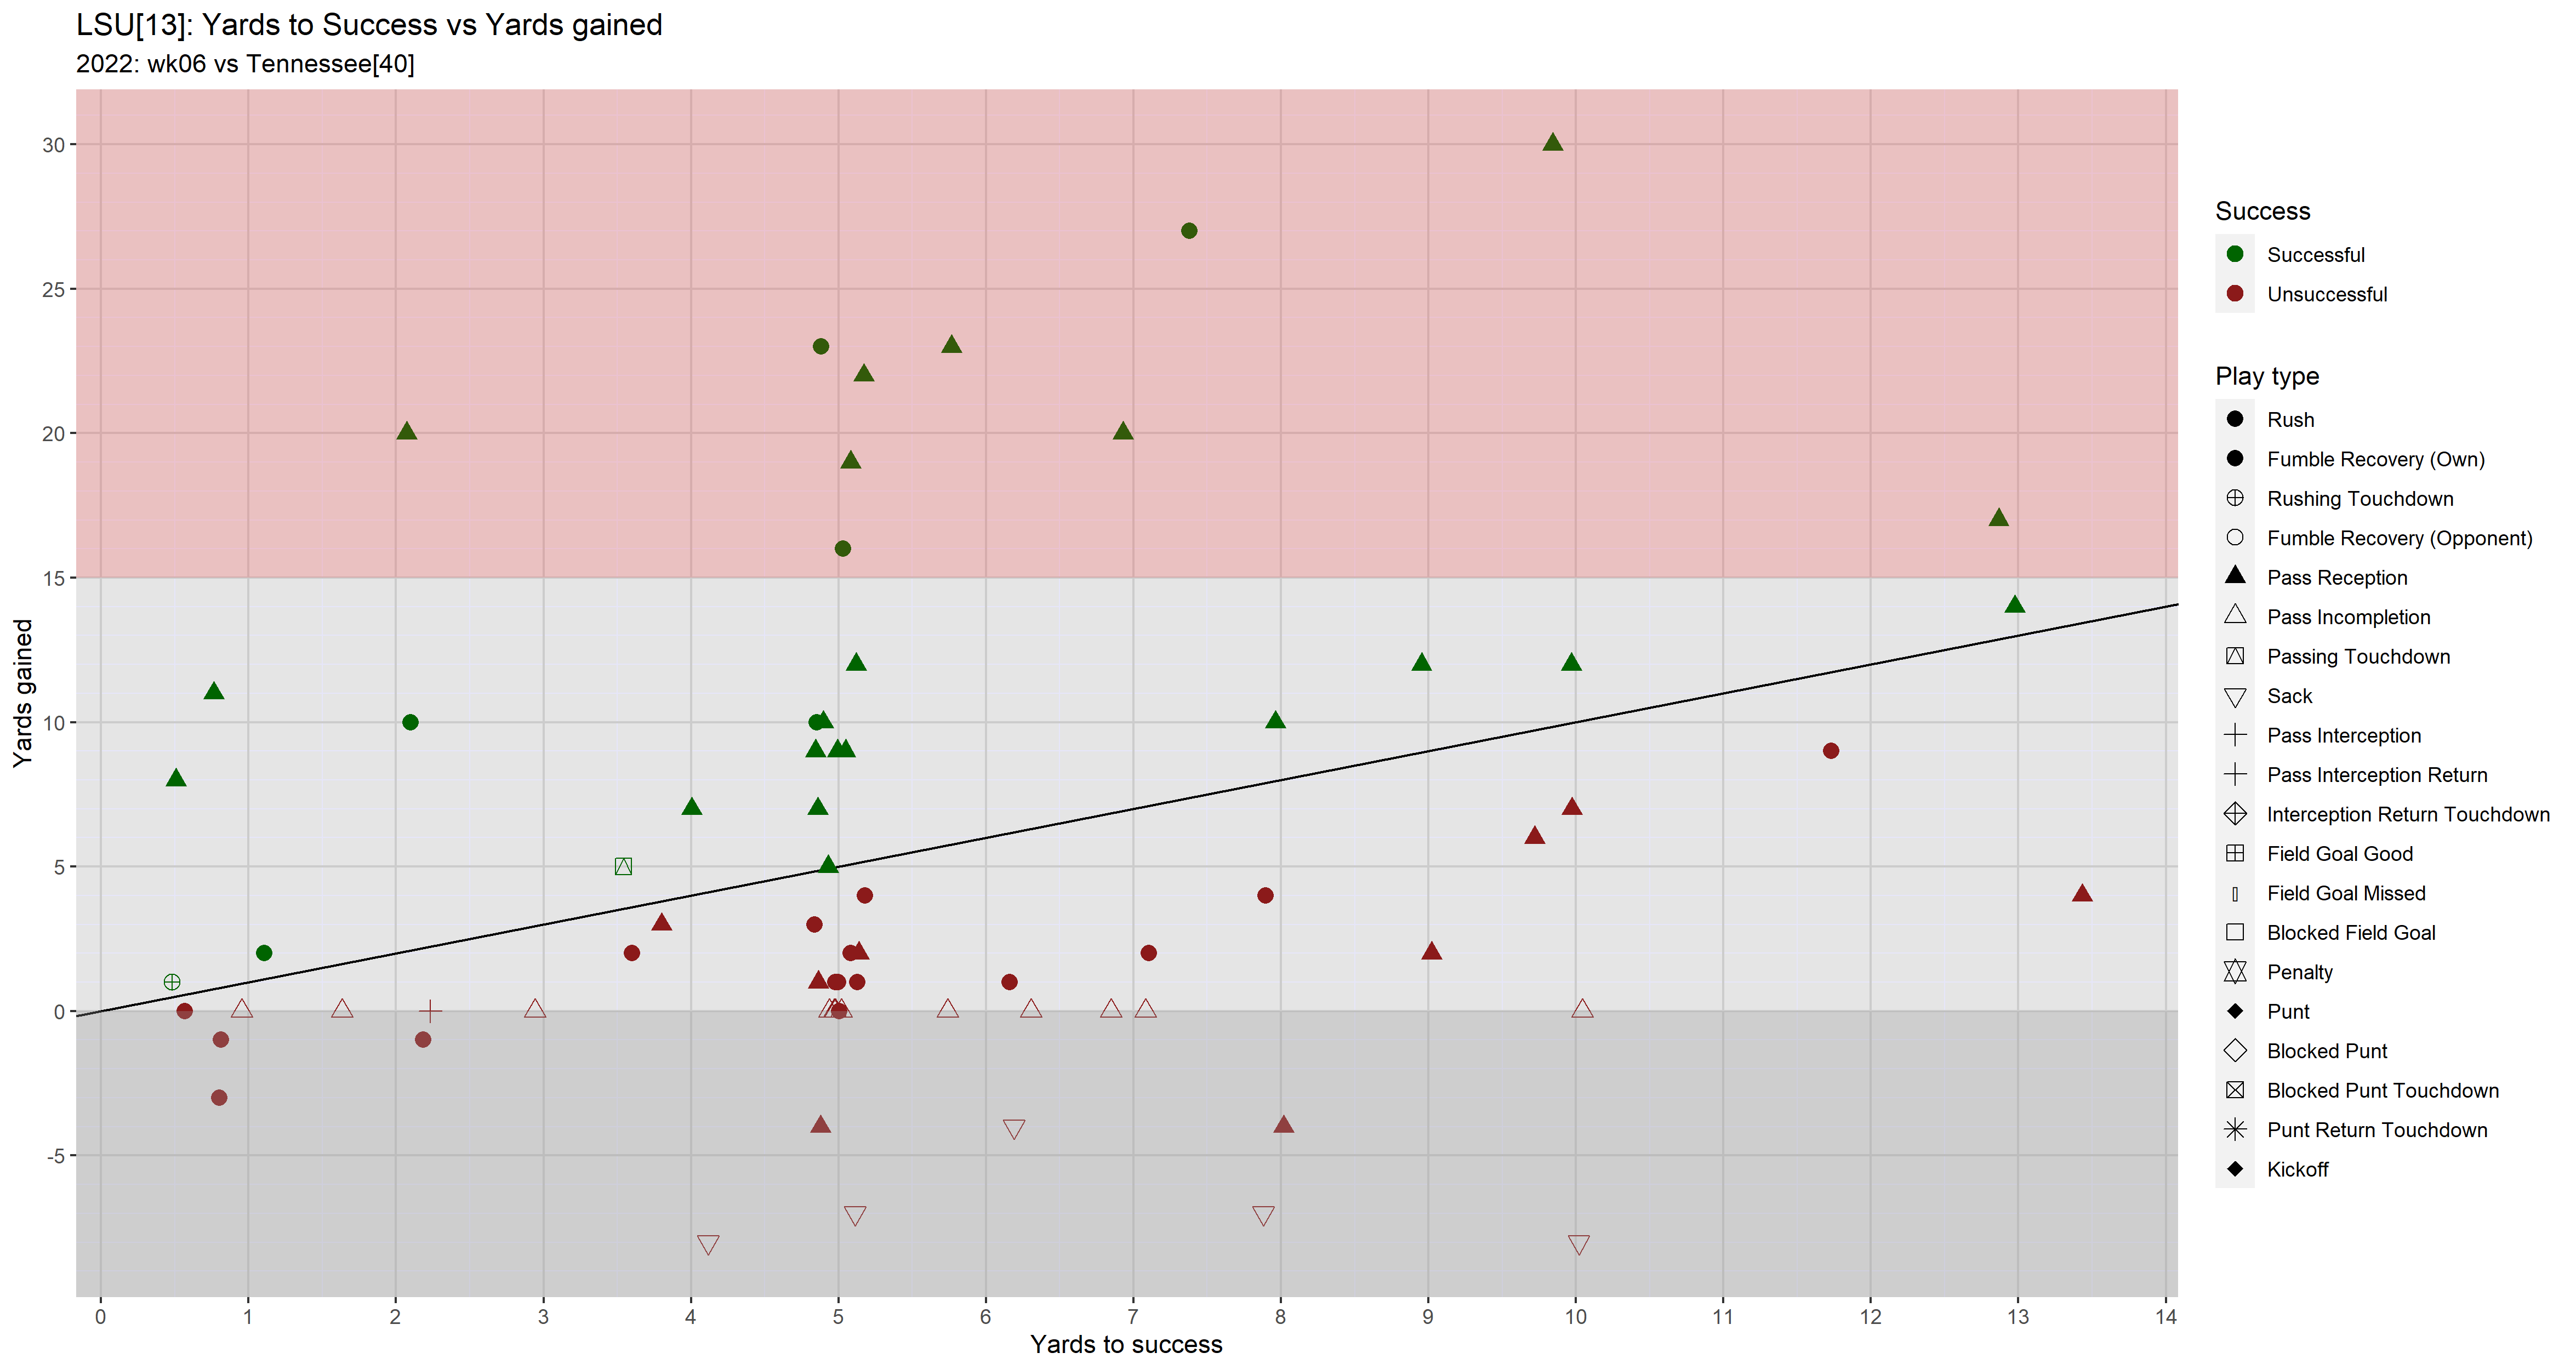 LSU[13]: Yards to Success vs Yards gained
2022: wk06 vs Tennessee[40]
Yards gained
30
25
20
15
10
5
0
-5
0 1 2 3 4 5 6 7 8 9 10 11 12 13 14
Yards to success
Success
Successful
Unsuccessful
Play type
Rush
Fumble Recovery (Own)
Rushing Touchdown
Fumble Recovery (Opponent)
Pass Reception
Pass Incompletion
Passing Touchdown
Sack
Pass Interception
Pass Interception Return
Interception Return Touchdown
Field Goal Good
Field Goal Missed
Blocked Field Goal
Penalty
Punt
Blocked Punt
Blocked Punt Touchdown
Punt Return Touchdown
Kickoff